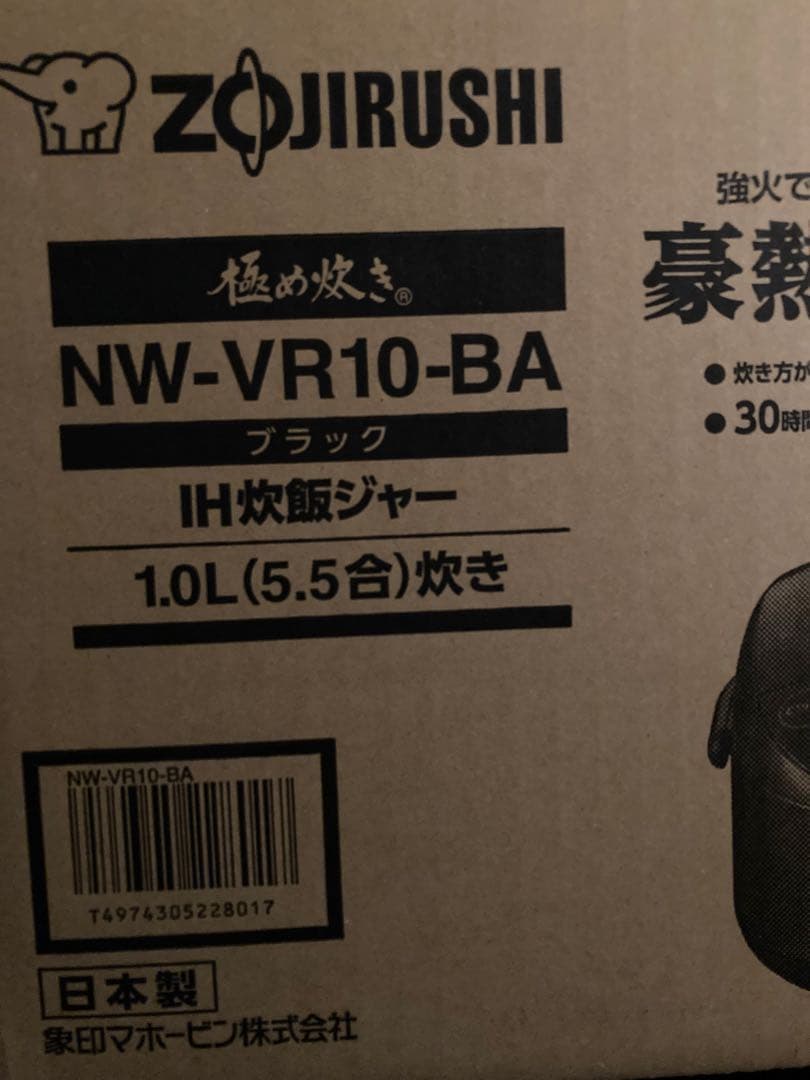 ZOJIRUSHI
極め炊き®
NW-VR10-BA
ブラック
IH炊飯ジャー
1.0L(5.5合)炊き
強火で
豪熱
● 炊き方が
● 30時間
NW-VR10-BA
T4974305228017
日本製
象印マホービン株式会社